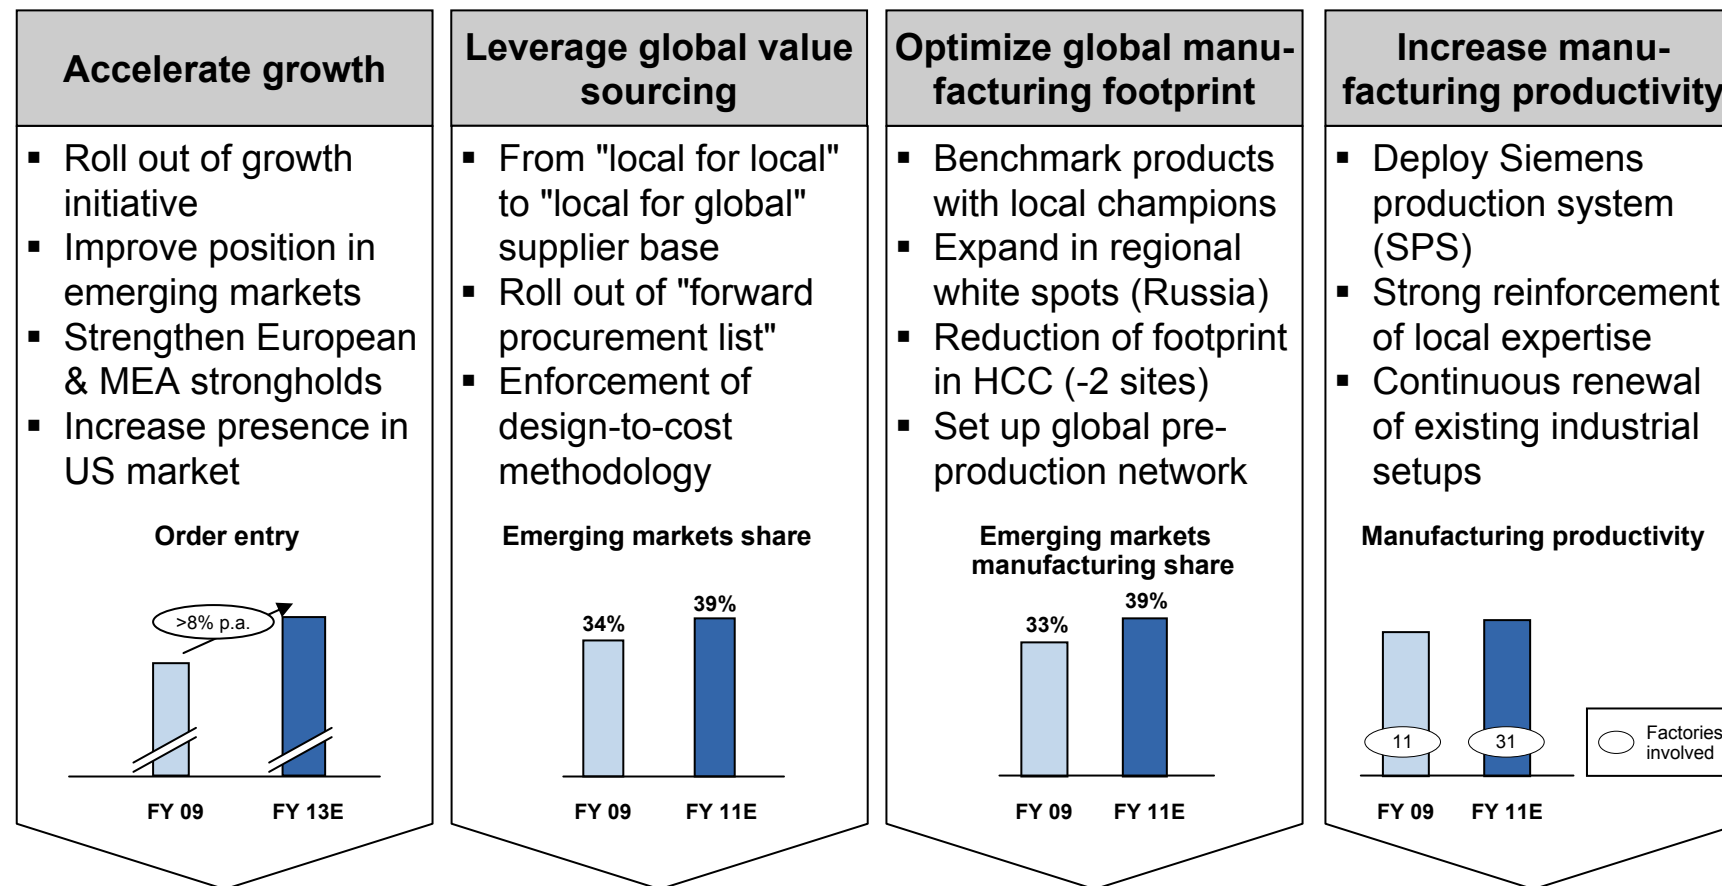 Accelerate growth
▪ Roll out of growth
initiative
▪ Improve position in
emerging markets
▪ Strengthen European
& MEA strongholds
▪ Increase presence in
US market
Order entry
>8% p.a.
FY 09 FY 13E
Leverage global value
sourcing
▪ From "local for local"
to "local for global"
supplier base
▪ Roll out of "forward
procurement list"
▪ Enforcement of
design-to-cost
methodology
Emerging markets share
34% 39%
FY 09 FY 11E
Optimize global manu-
facturing footprint
▪ Benchmark products
with local champions
▪ Expand in regional
white spots (Russia)
▪ Reduction of footprint
in HCC (-2 sites)
▪ Set up global pre-
production network
Emerging markets
manufacturing share
33% 39%
FY 09 FY 11E
Increase manu-
facturing productivity
▪ Deploy Siemens
production system
(SPS)
▪ Strong reinforcement
of local expertise
▪ Continuous renewal
of existing industrial
setups
Manufacturing productivity
11 31
Factories
involved
FY 09 FY 11E